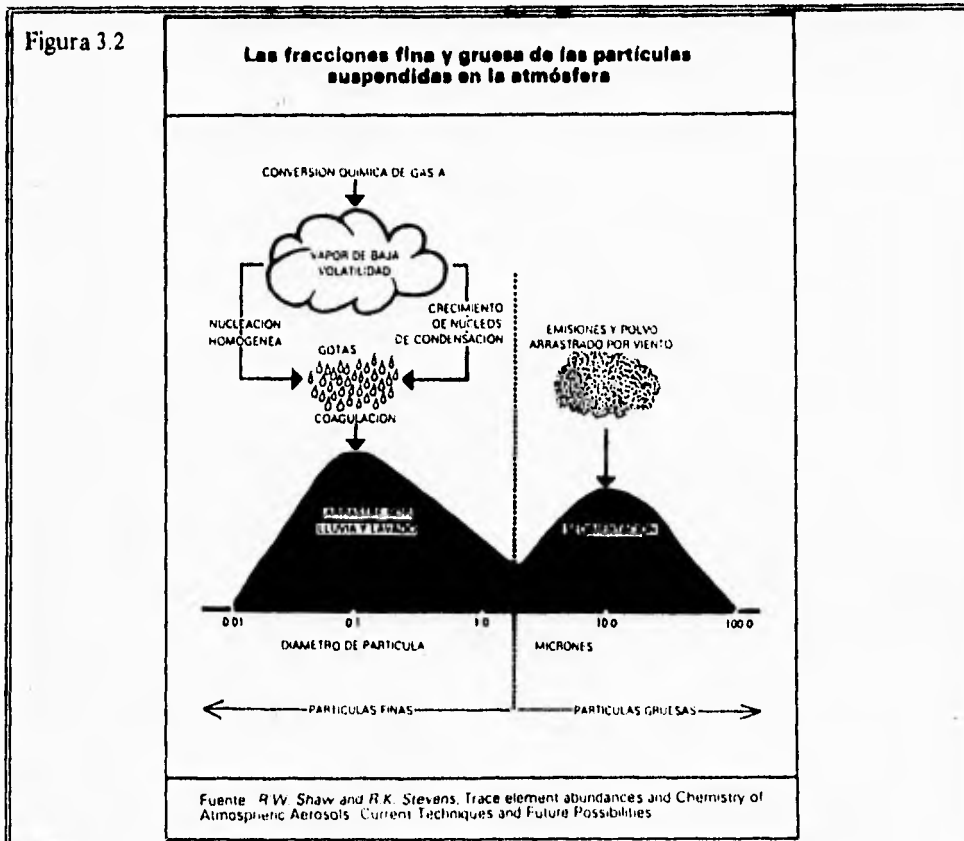 Figura 3.2
Las fracciones fina y gruesa de las partículas
suspendidas en la atmósfera
CONVERSION QUIMICA DE GAS A
VAPOR DE BAJA
VOLATILIDAD
NUCLEACION
HOMOGENEA
CRECIMIENTO
DE NUCLEOS
DE CONDENSACION
GOTAS
COAGULACION
EMISIONES Y POLVO
ARRASTRADO POR VIENTO
ARRASTRE POR
LLUVIA Y LAVADO
SEDIMENTACION
0.01 0.1 1.0 10.0 100.0
DIAMETRO DE PARTICULA MICRONES
PARTICULAS FINAS PARTICULAS GRUESAS
Fuente R.W. Shaw and R.K. Stevens, Trace element abundances and Chemistry of
Atmospheric Aerosols Current Techniques and Future Possibilities